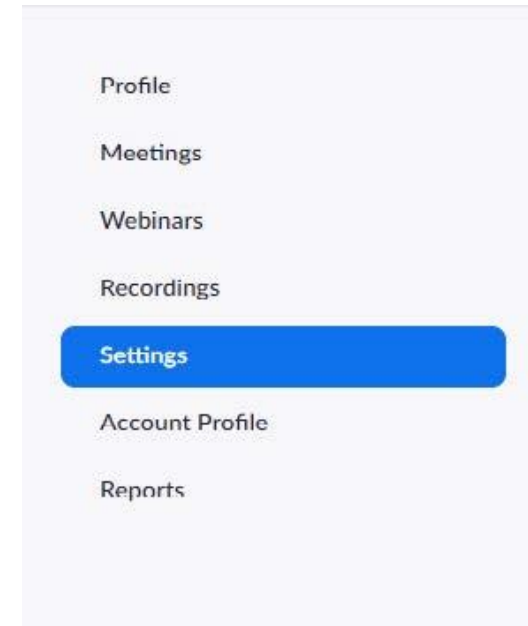 Profile
Meetings
Webinars
Recordings
Settings
Account Profile
Reports